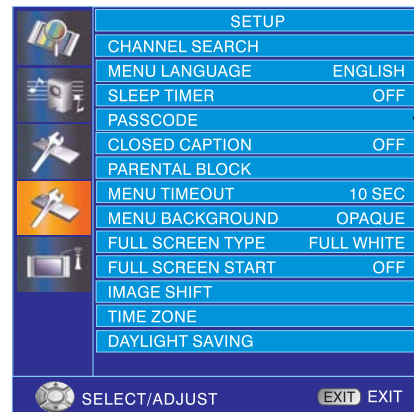 SETUP
CHANNEL SEARCH
MENU LANGUAGE ENGLISH
SLEEP TIMER OFF
PASSCODE
CLOSED CAPTION OFF
PARENTAL BLOCK
MENU TIMEOUT 10 SEC
MENU BACKGROUND OPAQUE
FULL SCREEN TYPE FULL WHITE
FULL SCREEN START OFF
IMAGE SHIFT
TIME ZONE
DAYLIGHT SAVING
SELECT/ADJUST EXIT EXIT